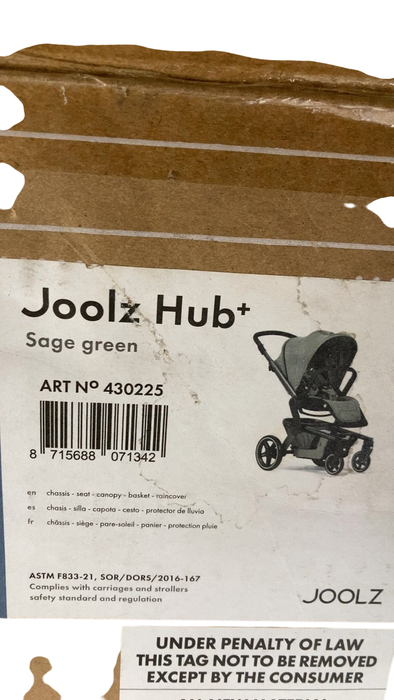 Joolz Hub+
Sage green
ART Nº 430225
8 715688 071342
en chassis - seat - canopy - basket - raincover
es chasis - silla - capota - cesto - protector de lluvia
fr châssis - siège - pare-soleil - panier - protection pluie
ASTM F833-21, SOR/DORS/2016-167
Complies with carriages and strollers
safety standard and regulation
JOOLZ
UNDER PENALTY OF LAW
THIS TAG NOT TO BE REMOVED
EXCEPT BY THE CONSUMER